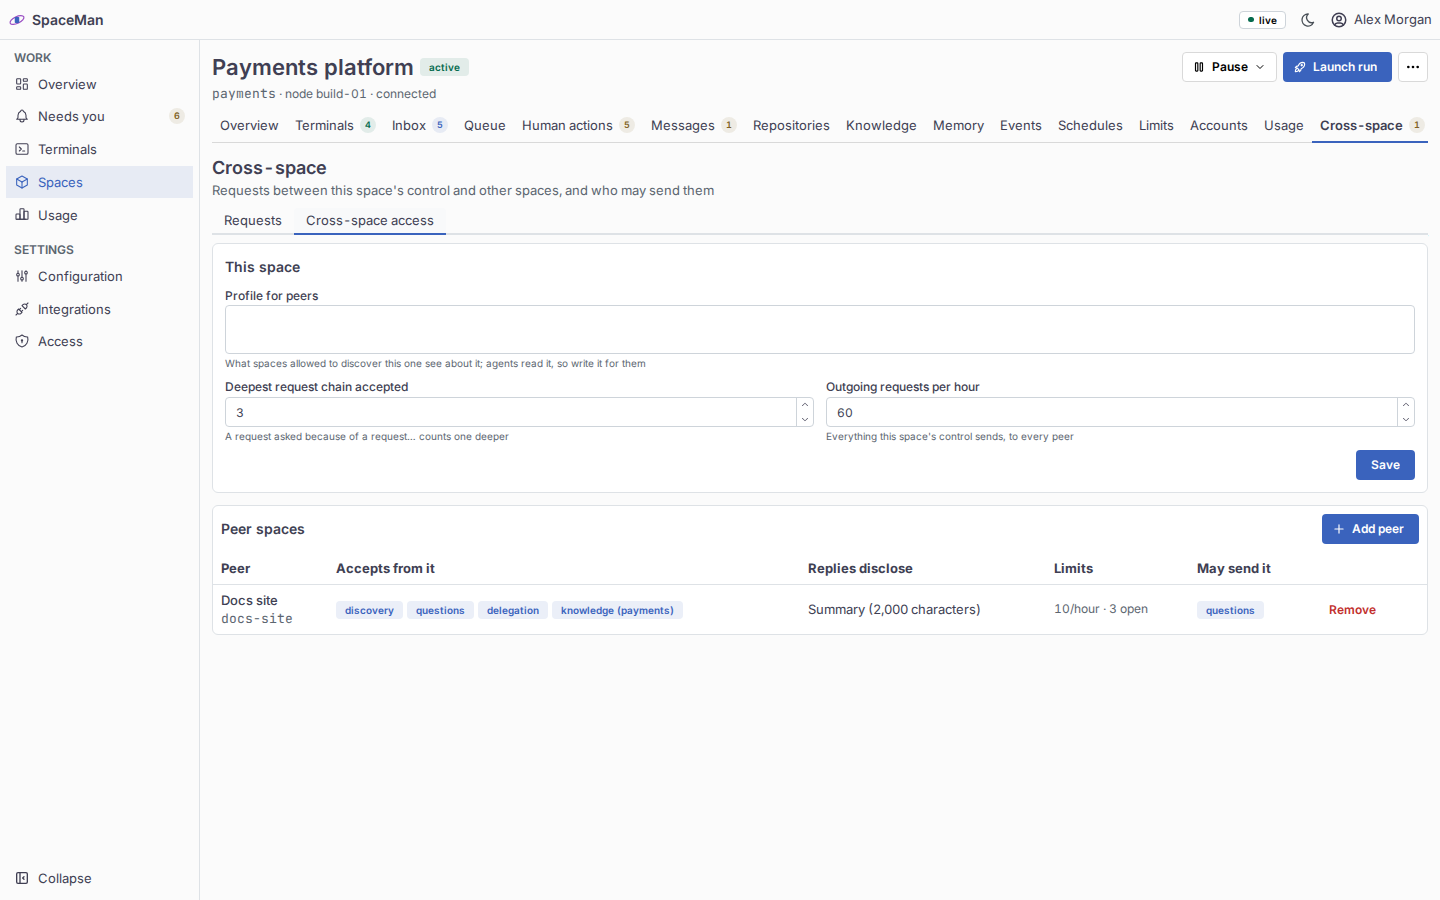 SpaceMan
live
Alex Morgan
WORK
Overview
Needs you 6
Terminals
Spaces
Usage
SETTINGS
Configuration
Integrations
Access
Collapse
Payments platform active
payments · node build-01 · connected
Pause
Launch run
Overview Terminals 4 Inbox 5 Queue Human actions 5 Messages 1 Repositories Knowledge Memory Events Schedules Limits Accounts Usage Cross-space 1
Cross-space
Requests between this space's control and other spaces, and who may send them
Requests Cross-space access
This space
Profile for peers
What spaces allowed to discover this one see about it; agents read it, so write it for them
Deepest request chain accepted
3
A request asked because of a request... counts one deeper
Outgoing requests per hour
60
Everything this space's control sends, to every peer
Save
Peer spaces
Add peer
Peer Accepts from it Replies disclose Limits May send it
Docs site
docs-site
discovery questions delegation knowledge (payments)
Summary (2,000 characters)
10/hour · 3 open
questions
Remove